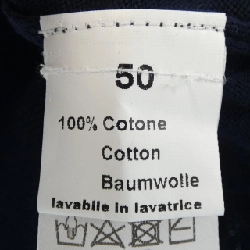 50
100% Cotone
Cotton
Baumwolle
lavabile in lavatrice